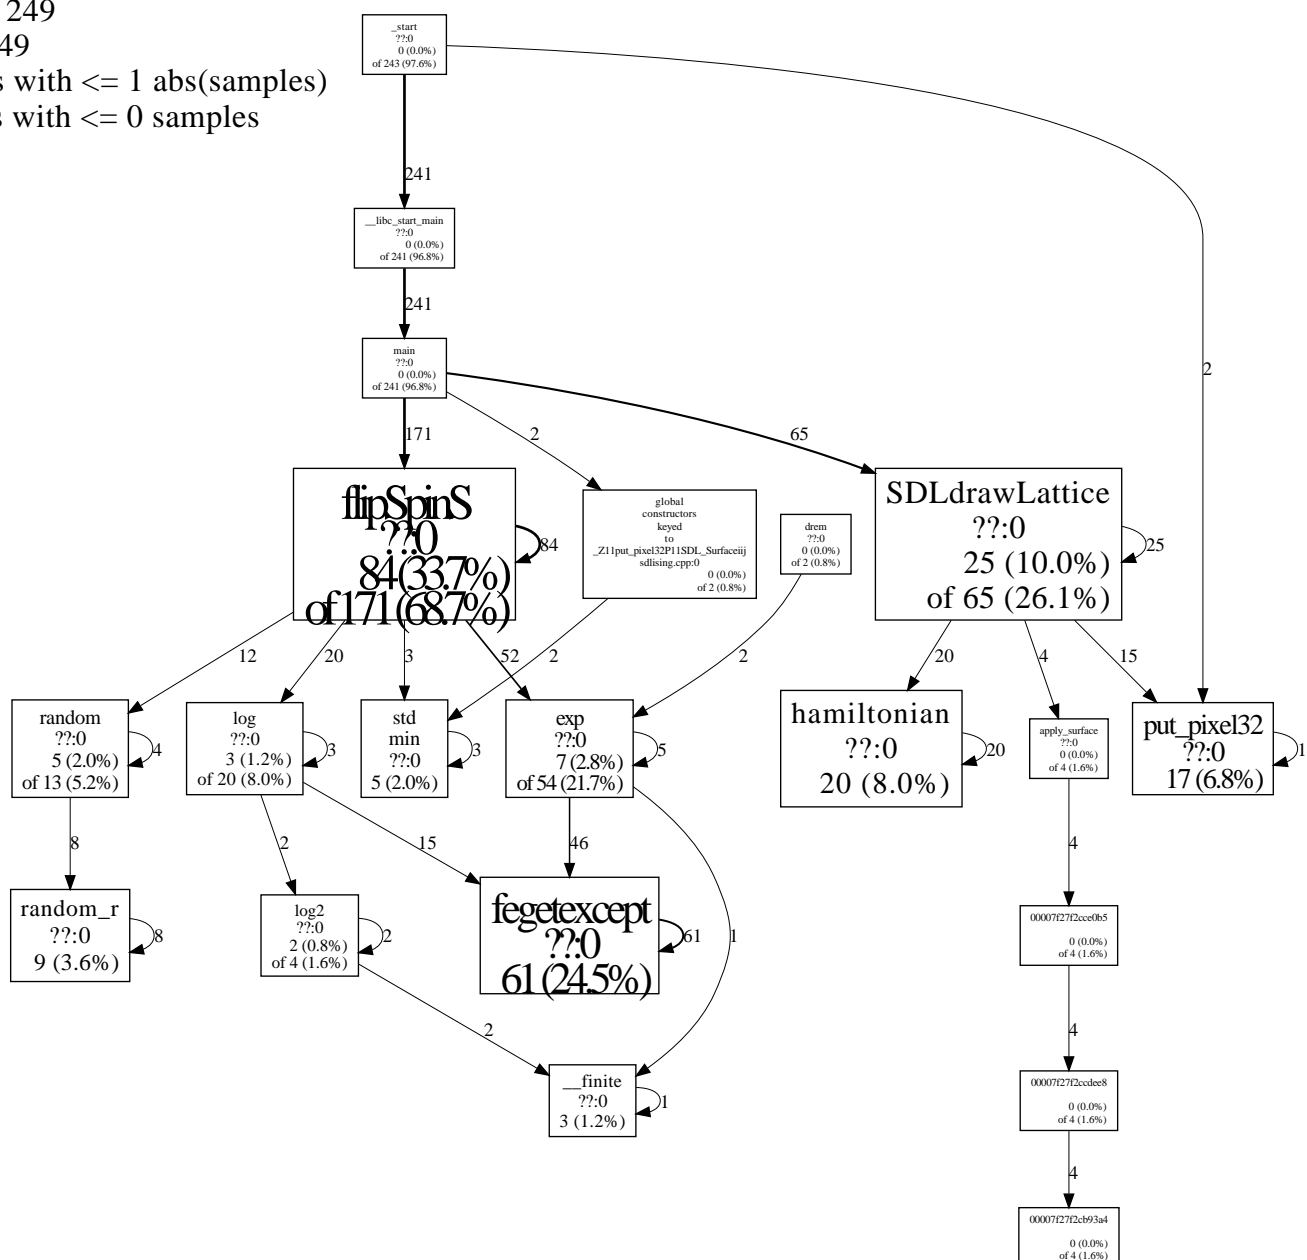 249
49
s with <= 1 abs(samples)
s with <= 0 samples
_start
??:0
0 (0.0%)
of 243 (97.6%)
241
2
__libc_start_main
??:0
0 (0.0%)
of 241 (96.8%)
241
main
??:0
0 (0.0%)
of 241 (96.8%)
171
2
65
flipSpinS
??:0
84 (33.7%)
of 171 (68.7%)
84
global
constructors
keyed
to
_Z11put_pixel32P11SDL_Surfaceiij
sdlising.cpp:0
0 (0.0%)
of 2 (0.8%)
drem
??:0
0 (0.0%)
of 2 (0.8%)
SDLdrawLattice
??:0
25 (10.0%)
of 65 (26.1%)
25
12
20
3
52
2
2
20
4
15
random
??:0
5 (2.0%)
of 13 (5.2%)
4
log
??:0
3 (1.2%)
of 20 (8.0%)
3
std
min
??:0
5 (2.0%)
3
exp
??:0
7 (2.8%)
of 54 (21.7%)
5
hamiltonian
??:0
20 (8.0%)
20
apply_surface
??:0
0 (0.0%)
of 4 (1.6%)
put_pixel32
??:0
17 (6.8%)
1
8
2
15
46
1
4
random_r
??:0
9 (3.6%)
8
log2
??:0
2 (0.8%)
of 4 (1.6%)
2
fegetexcept
??:0
61 (24.5%)
61
00007f27f2cce0b5
0 (0.0%)
of 4 (1.6%)
2
4
__finite
??:0
3 (1.2%)
1
00007f27f2ccdee8
0 (0.0%)
of 4 (1.6%)
4
00007f27f2cb93a4
0 (0.0%)
of 4 (1.6%)